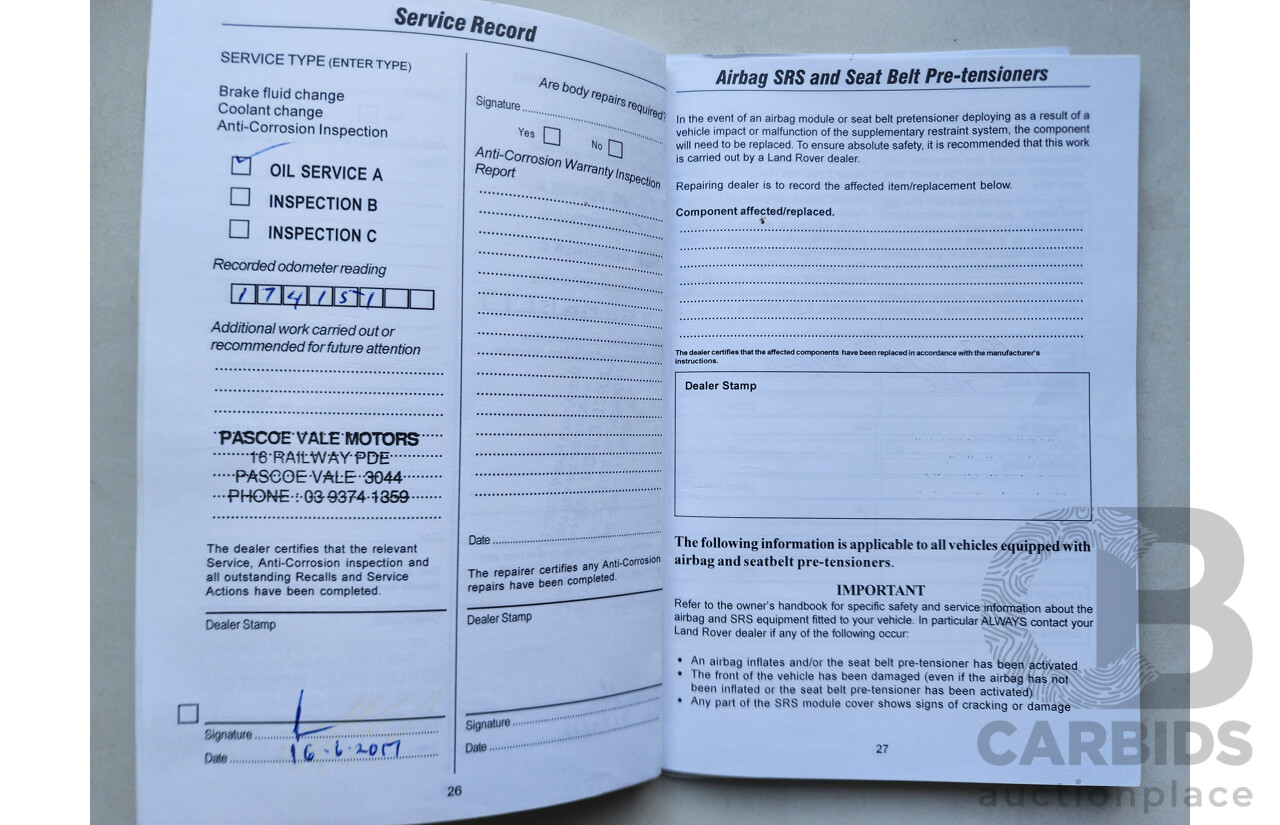 Service Record
SERVICE TYPE (ENTER TYPE)
Brake fluid change
Coolant change
Anti-Corrosion Inspection
OIL SERVICE A
INSPECTION B
INSPECTION C
Recorded odometer reading
174151
Additional work carried out or
recommended for future attention
PASCOE VALE MOTORS
16 RAILWAY PDE
PASCOE VALE 3044
PHONE : 03 9374 1359
The dealer certifies that the relevant
Service, Anti-Corrosion inspection and
all outstanding Recalls and Service
Actions have been completed.
Dealer Stamp
Signature
Date 16-6-2017
26
Are body repairs required?
Signature
Yes No
Anti-Corrosion Warranty Inspection
Report
Date
The repairer certifies any Anti-Corrosion
repairs have been completed.
Dealer Stamp
Signature
Date
Airbag SRS and Seat Belt Pre-tensioners
In the event of an airbag module or seat belt pretensioner deploying as a result of a
vehicle impact or malfunction of the supplementary restraint system, the component
will need to be replaced. To ensure absolute safety, it is recommended that this work
is carried out by a Land Rover dealer.
Repairing dealer is to record the affected item/replacement below.
Component affected/replaced.
The dealer certifies that the affected components have been replaced in accordance with the manufacturer's
instructions.
Dealer Stamp
The following information is applicable to all vehicles equipped with
airbag and seatbelt pre-tensioners.
IMPORTANT
Refer to the owner's handbook for specific safety and service information about the
airbag and SRS equipment fitted to your vehicle. In particular ALWAYS contact your
Land Rover dealer if any of the following occur:
• An airbag inflates and/or the seat belt pre-tensioner has been activated
• The front of the vehicle has been damaged (even if the airbag has not
been inflated or the seat belt pre-tensioner has been activated)
• Any part of the SRS module cover shows signs of cracking or damage
27
CB
CARBIDS
auctionplace